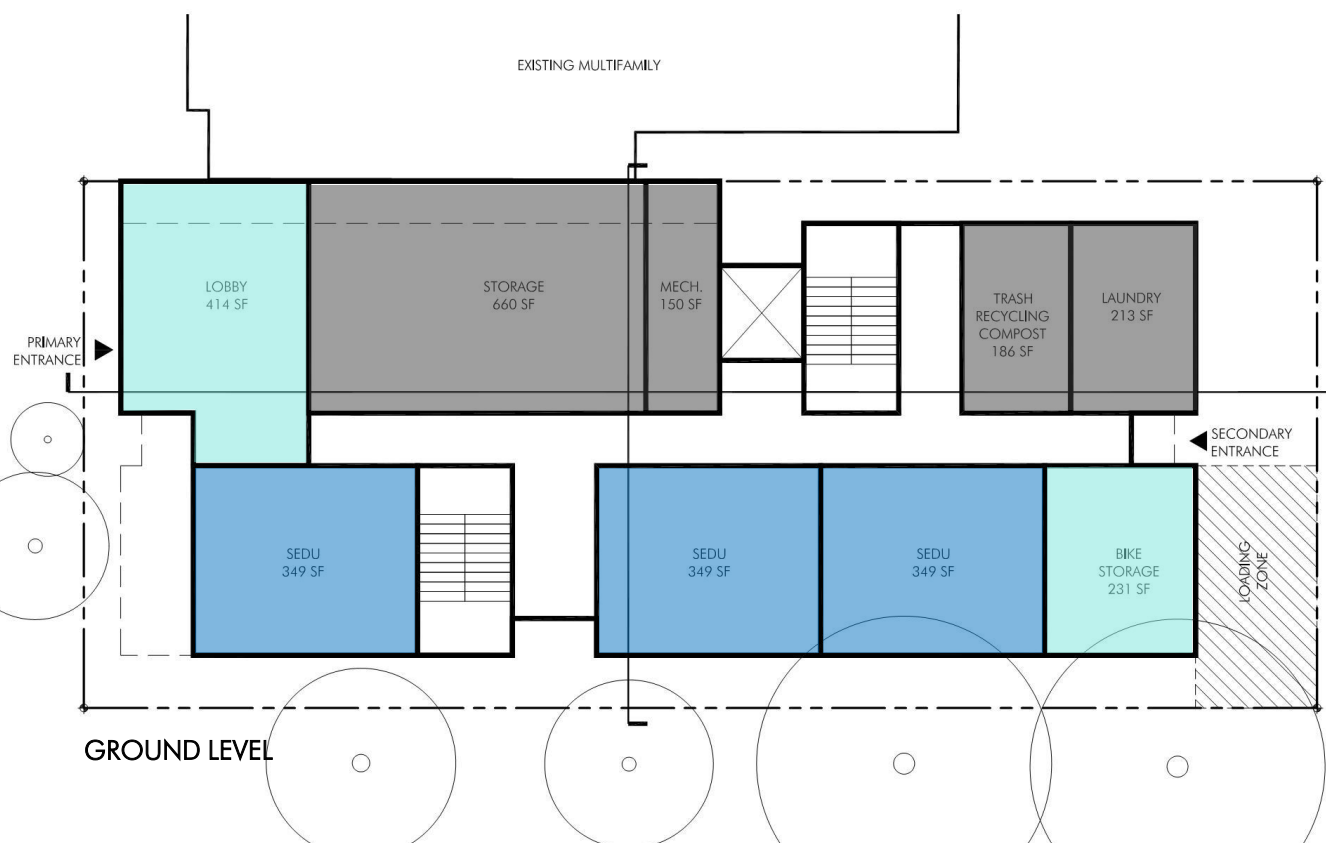 EXISTING MULTIFAMILY
LOBBY
414 SF
STORAGE
660 SF
MECH.
150 SF
TRASH
RECYCLING
COMPOST
186 SF
LAUNDRY
213 SF
PRIMARY
ENTRANCE
SECONDARY
ENTRANCE
SEDU
349 SF
SEDU
349 SF
SEDU
349 SF
BIKE
STORAGE
231 SF
LOADING
ZONE
GROUND LEVEL